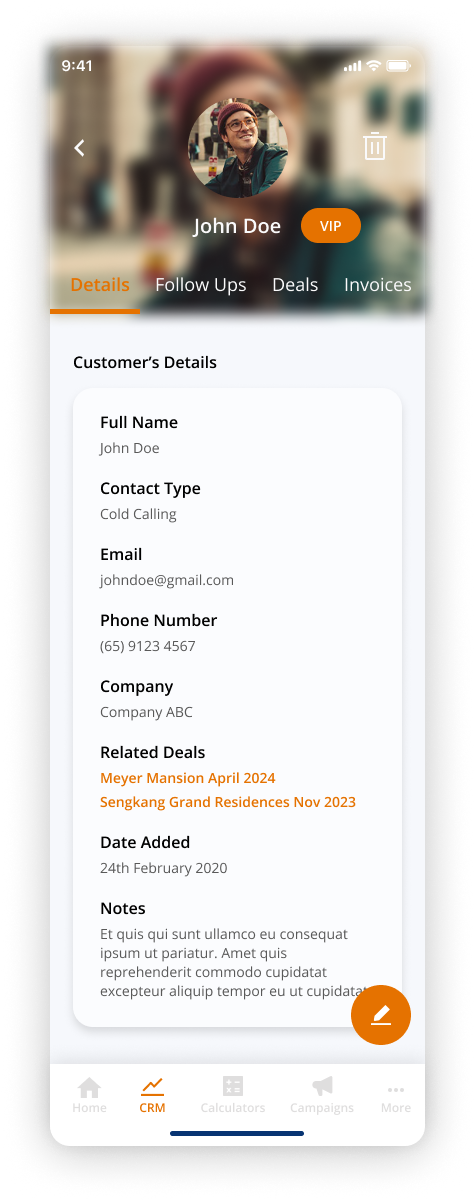 9:41
John Doe
VIP
Details Follow Ups Deals Invoices
Customer’s Details
Full Name
John Doe
Contact Type
Cold Calling
Email
johndoe@gmail.com
Phone Number
(65) 9123 4567
Company
Company ABC
Related Deals
Meyer Mansion April 2024
Sengkang Grand Residences Nov 2023
Date Added
24th February 2020
Notes
Et quis qui sunt ullamco eu consequat
ipsum ut pariatur. Amet quis
reprehenderit commodo cupidatat
excepteur aliquip tempor eu ut cupidatat
Home CRM Calculators Campaigns More